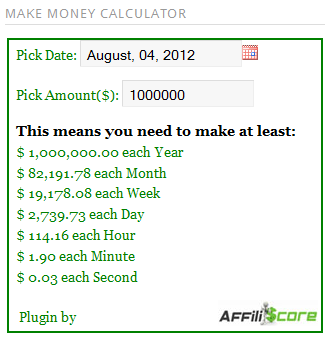 MAKE MONEY CALCULATOR
Pick Date: August, 04, 2012
Pick Amount($): 1000000
This means you need to make at least:
$ 1,000,000.00 each Year
$ 82,191.78 each Month
$ 19,178.08 each Week
$ 2,739.73 each Day
$ 114.16 each Hour
$ 1.90 each Minute
$ 0.03 each Second
Plugin by AFFILI$CORE